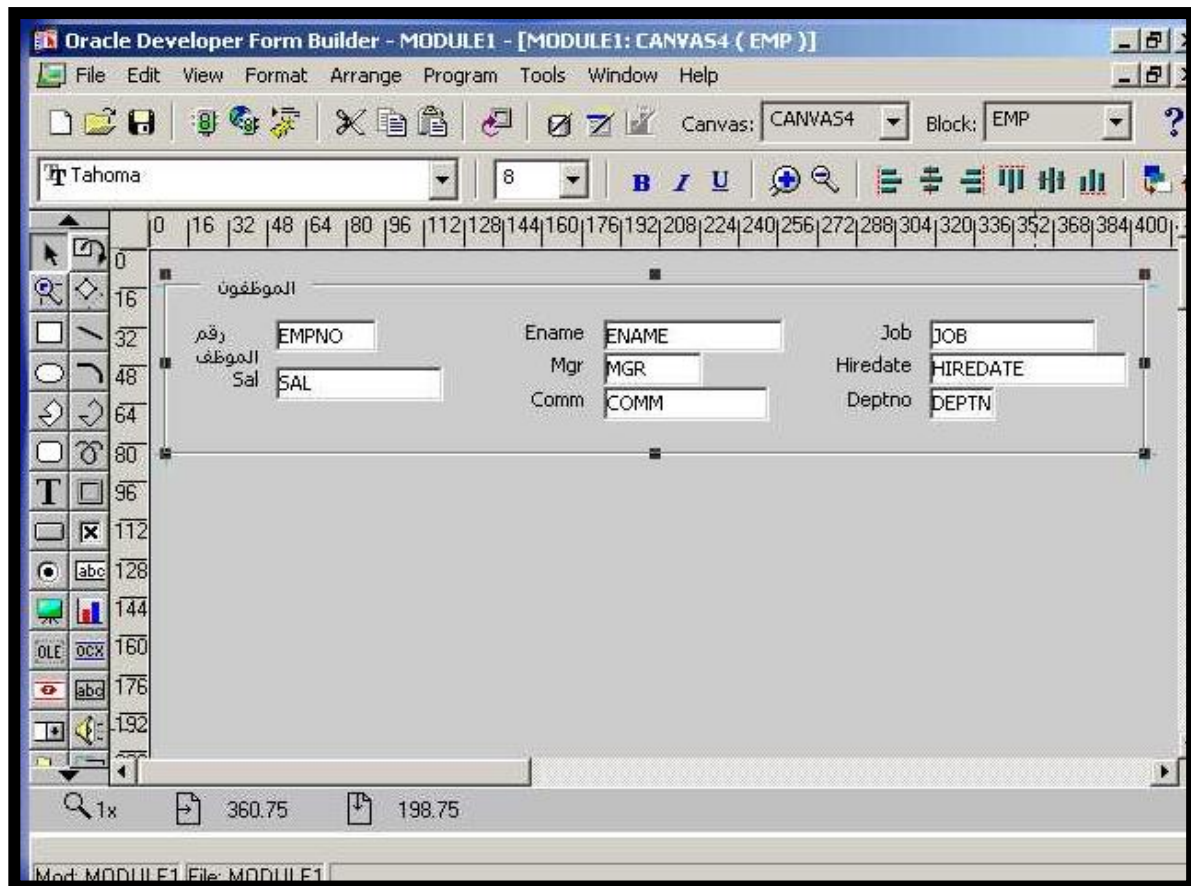 Oracle Developer Form Builder - MODULE1 - [MODULE1: CANVAS4 ( EMP )]
File Edit View Format Arrange Program Tools Window Help
Canvas: CANVAS4 Block: EMP
Tahoma 8 B I U
0 16 32 48 64 80 96 112 128 144 160 176 192 208 224 240 256 272 288 304 320 336 352 368 384 400
0
16
32
48
64
80
96
112
128
144
160
176
192
T
abc
OLE OCX
abc
الموظفون
رقم الموظف EMPNO Ename ENAME Job JOB
Mgr MGR Hiredate HIREDATE
Sal SAL Comm COMM Deptno DEPTN
1x 360.75 198.75
Mod: MODULE1 File: MODULE1